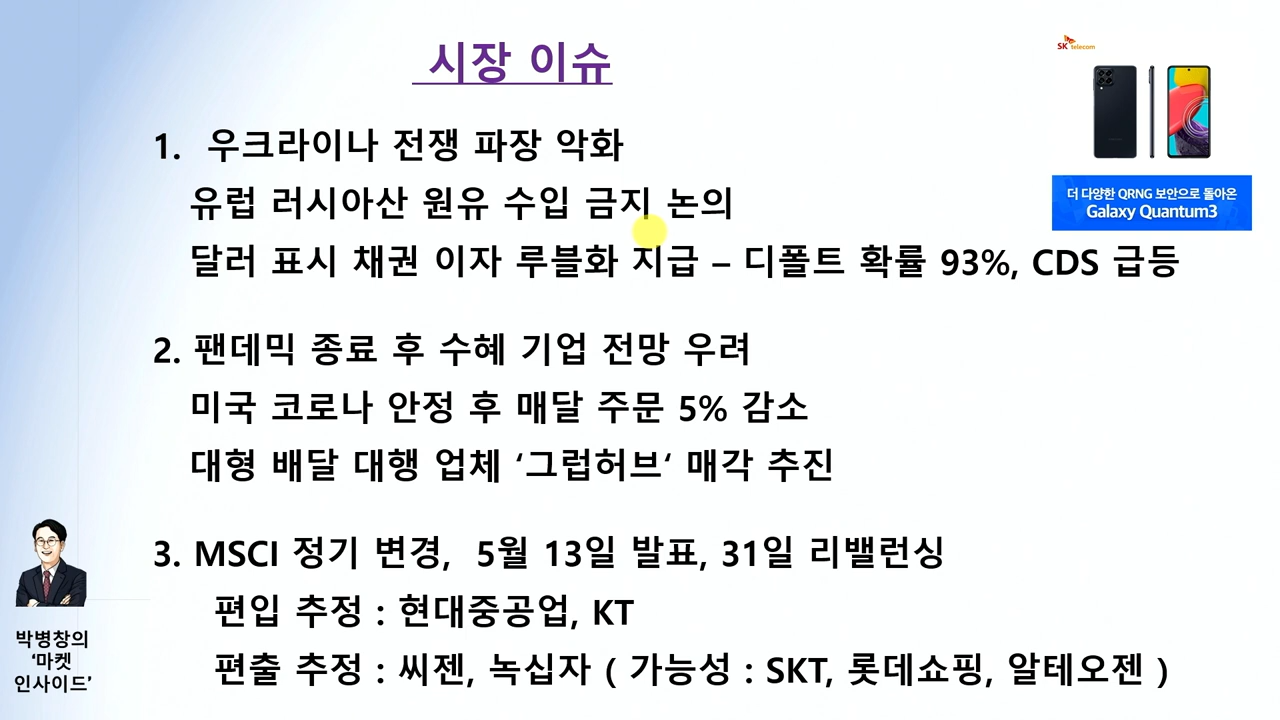 시장 이슈
SK telecom
1. 우크라이나 전쟁 파장 악화
유럽 러시아산 원유 수입 금지 논의
달러 표시 채권 이자 루블화 지급 – 디폴트 확률 93%, CDS 급등
더 다양한 QRNG 보안으로 돌아온
Galaxy Quantum3
2. 팬데믹 종료 후 수혜 기업 전망 우려
미국 코로나 안정 후 매달 주문 5% 감소
대형 배달 대행 업체 ‘그럽허브‘ 매각 추진
3. MSCI 정기 변경, 5월 13일 발표, 31일 리밸런싱
편입 추정 : 현대중공업, KT
편출 추정 : 씨젠, 녹십자 ( 가능성 : SKT, 롯데쇼핑, 알테오젠 )
박병창의
‘마켓
인사이드’